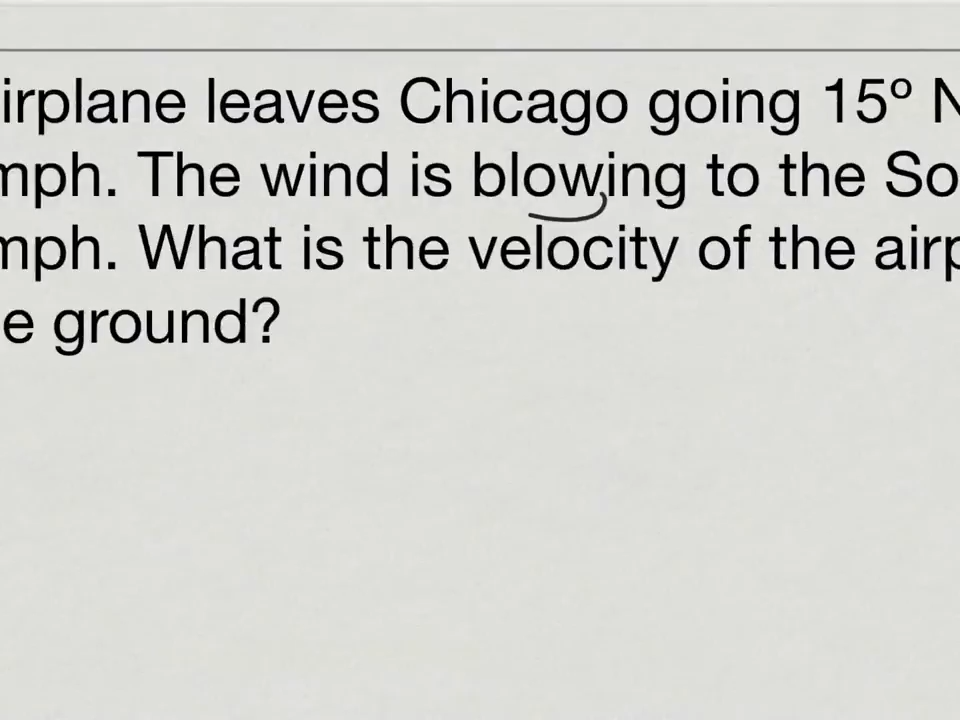 irplane leaves Chicago going 15º N
mph. The wind is blowing to the So
mph. What is the velocity of the airp
e ground?